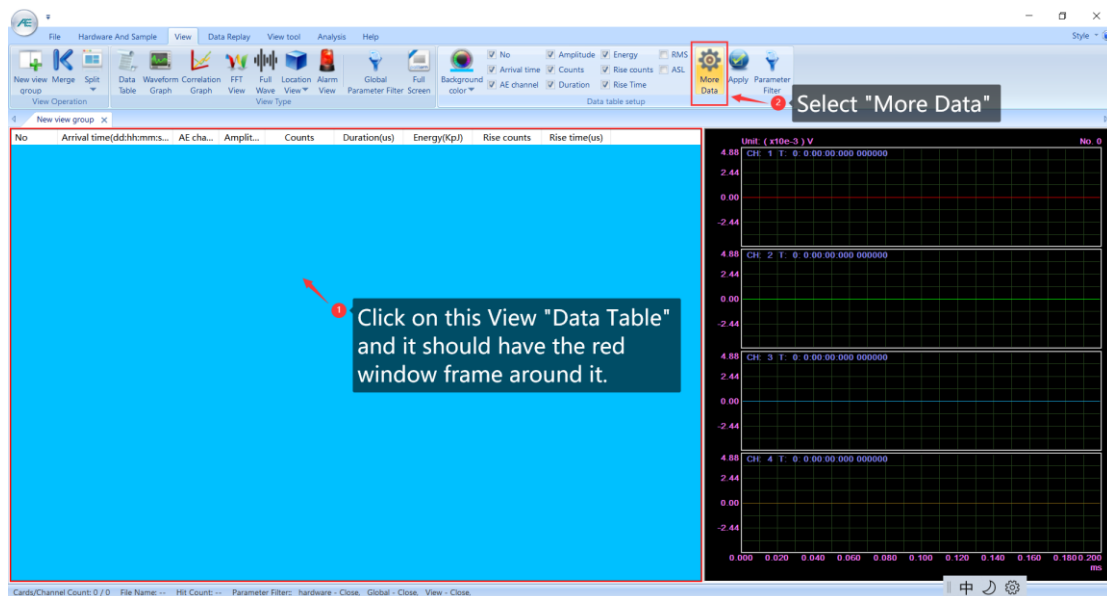 AE
File Hardware And Sample View Data Replay View tool Analysis Help Style
New view group Merge Split Data Table Waveform Graph Correlation Graph FFT View Full Wave Location View Alarm View Global Parameter Filter Full Screen Background color
No Amplitude Energy RMS
Arrival time Counts Rise counts ASL
AE channel Duration Rise Time
More Data Apply Parameter Filter
View Operation View Type Data table setup
2 Select "More Data"
New view group
No Arrival time(dd:hh:mm:s... AE cha... Amplit... Counts Duration(us) Energy(KpJ) Rise counts Rise time(us)
1 Click on this View "Data Table"
and it should have the red
window frame around it.
Unit: ( x10e-3 ) V No. 0
4.88 CH: 1 T: 0: 0:00:00:000 000000
2.44
0.00
-2.44
4.88 CH: 2 T: 0: 0:00:00:000 000000
2.44
0.00
-2.44
4.88 CH: 3 T: 0: 0:00:00:000 000000
2.44
0.00
-2.44
4.88 CH: 4 T: 0: 0:00:00:000 000000
2.44
0.00
-2.44
0.000 0.020 0.040 0.060 0.080 0.100 0.120 0.140 0.160 0.180 0.200
ms
中
Cards/Channel Count: 0 / 0 File Name: -- Hit Count: -- Parameter Filter:: hardware - Close, Global - Close, View - Close,